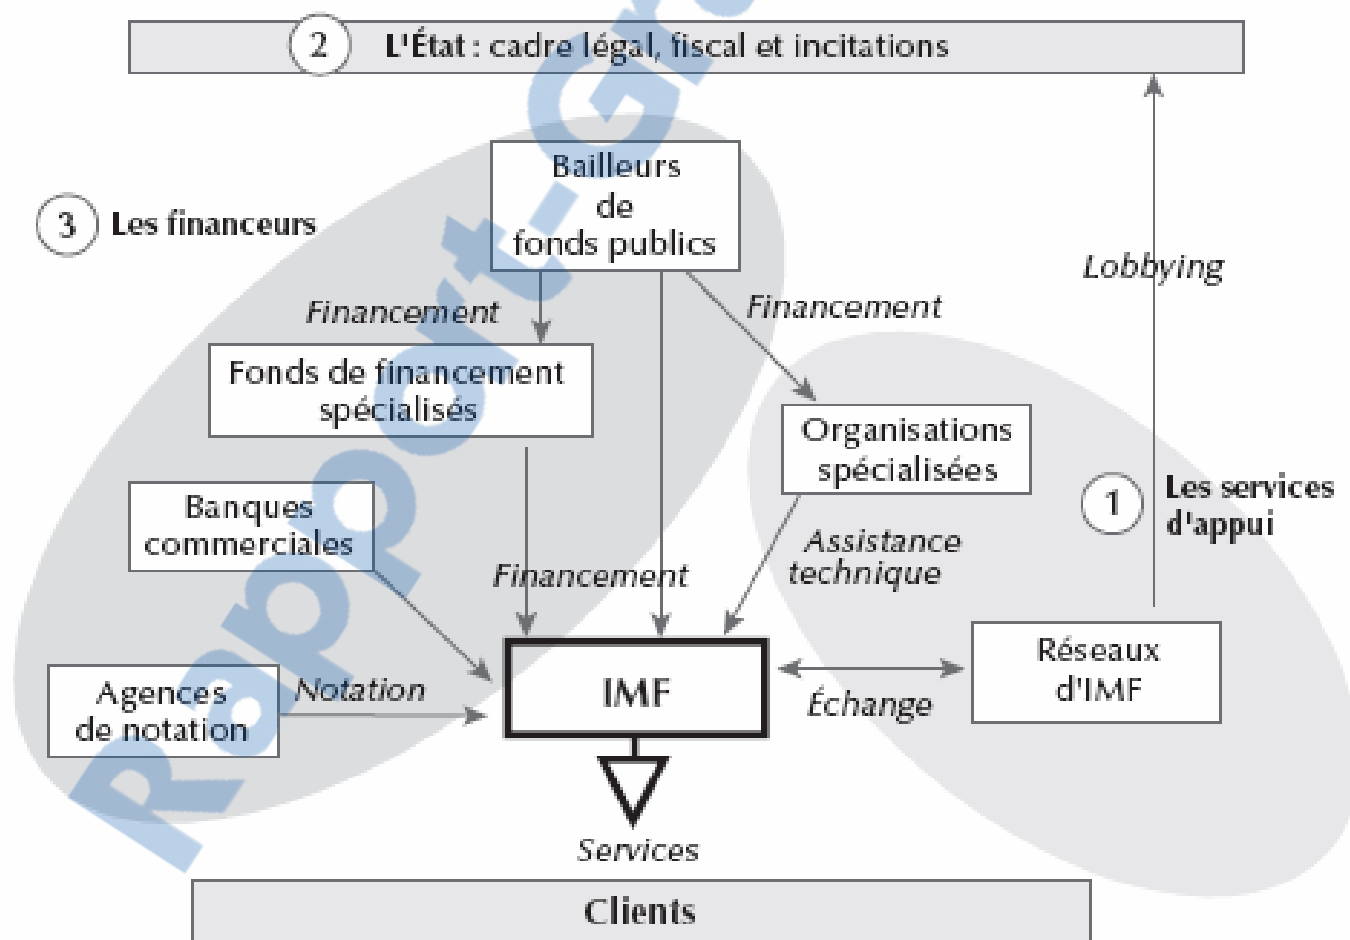 2 L'État : cadre légal, fiscal et incitations
Bailleurs
de
fonds publics
3 Les financeurs
Lobbying
Financement
Financement
Fonds de financement
spécialisés
Organisations
spécialisées
1 Les services
d'appui
Banques
commerciales
Assistance
technique
Financement
Réseaux
d'IMF
Agences
de notation
Notation
IMF
Échange
Services
Clients